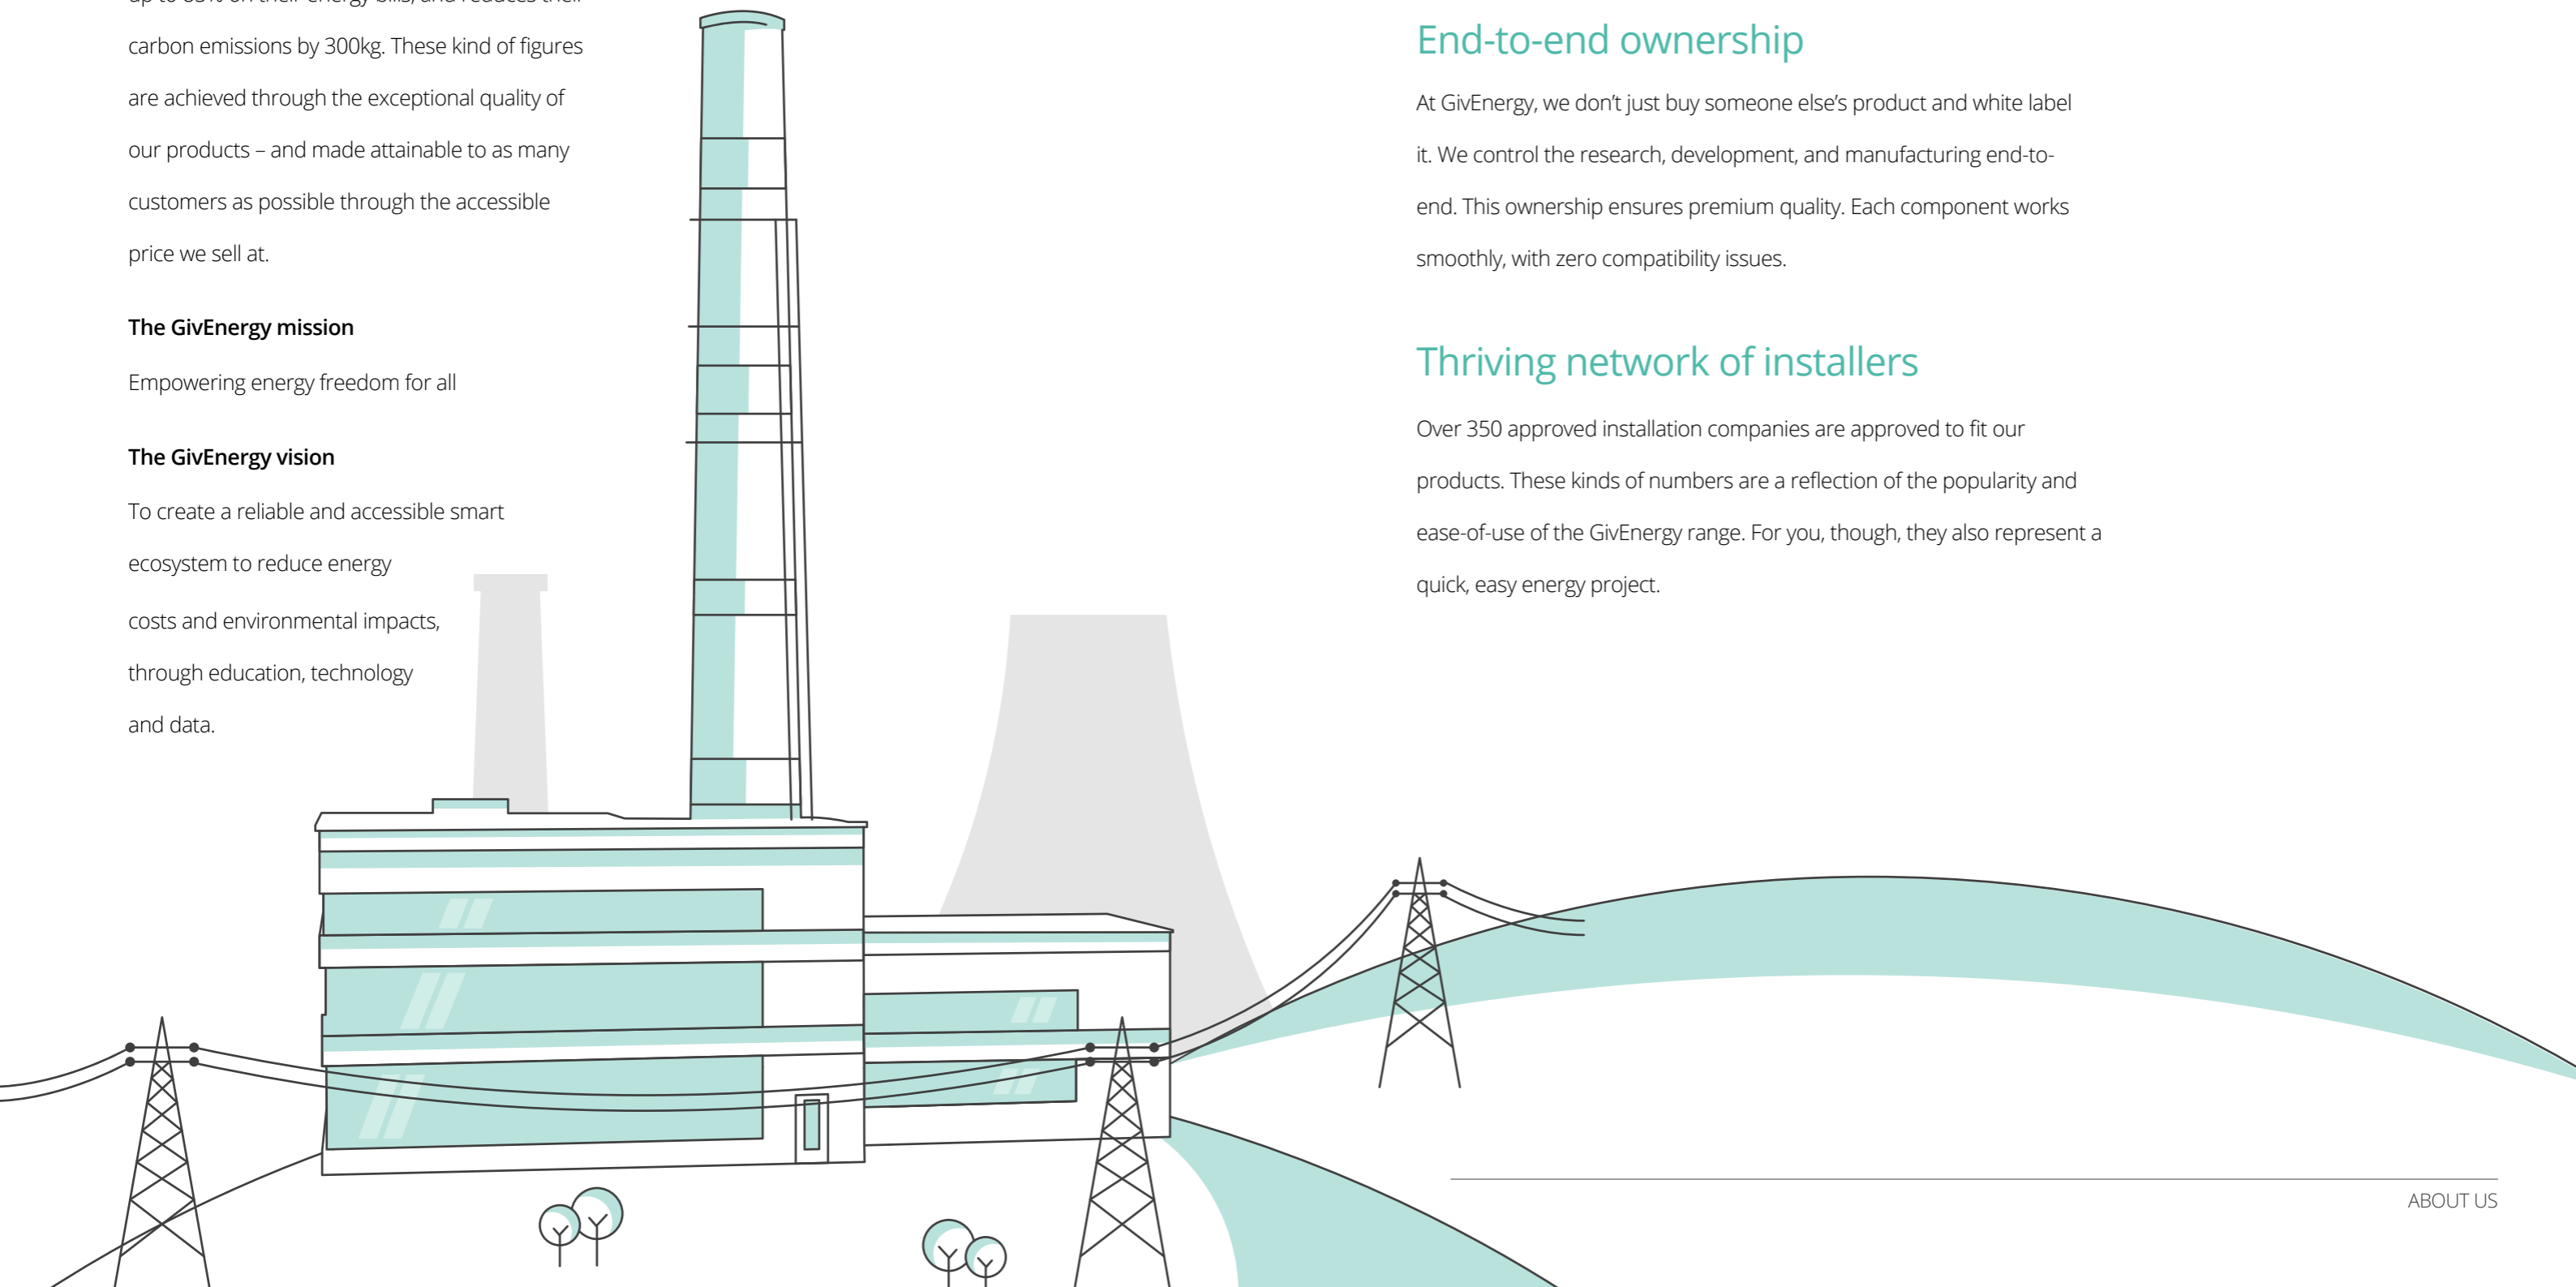 carbon emissions by 300kg. These kind of figures
are achieved through the exceptional quality of
our products – and made attainable to as many
customers as possible through the accessible
price we sell at.
The GivEnergy mission
Empowering energy freedom for all
The GivEnergy vision
To create a reliable and accessible smart
ecosystem to reduce energy
costs and environmental impacts,
through education, technology
and data.
End-to-end ownership
At GivEnergy, we don’t just buy someone else’s product and white label
it. We control the research, development, and manufacturing end-to-
end. This ownership ensures premium quality. Each component works
smoothly, with zero compatibility issues.
Thriving network of installers
Over 350 approved installation companies are approved to fit our
products. These kinds of numbers are a reflection of the popularity and
ease-of-use of the GivEnergy range. For you, though, they also represent a
quick, easy energy project.
ABOUT US